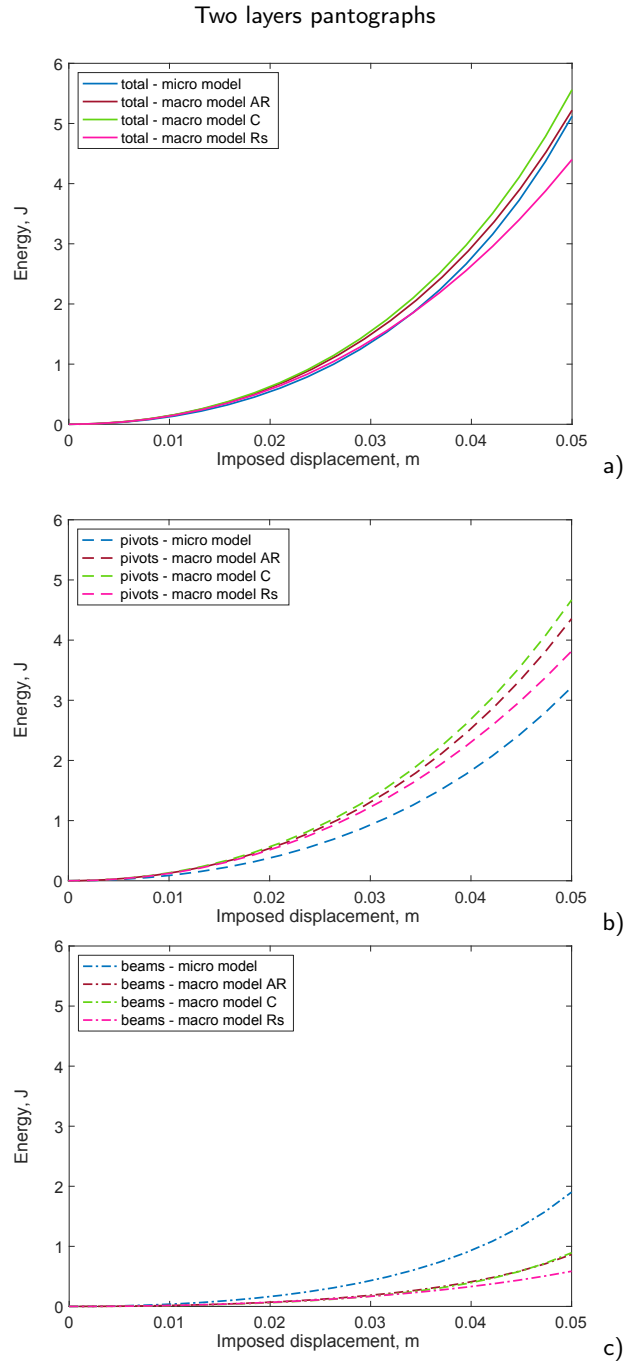 Two layers pantographs
6
5
4
3
2
1
0
Energy, J
total - micro model
total - macro model AR
total - macro model C
total - macro model Rs
0 0.01 0.02 0.03 0.04 0.05
Imposed displacement, m
a)
6
5
4
3
2
1
0
Energy, J
pivots - micro model
pivots - macro model AR
pivots - macro model C
pivots - macro model Rs
0 0.01 0.02 0.03 0.04 0.05
Imposed displacement, m
b)
6
5
4
3
2
1
0
Energy, J
beams - micro model
beams - macro model AR
beams - macro model C
beams - macro model Rs
0 0.01 0.02 0.03 0.04 0.05
Imposed displacement, m
c)